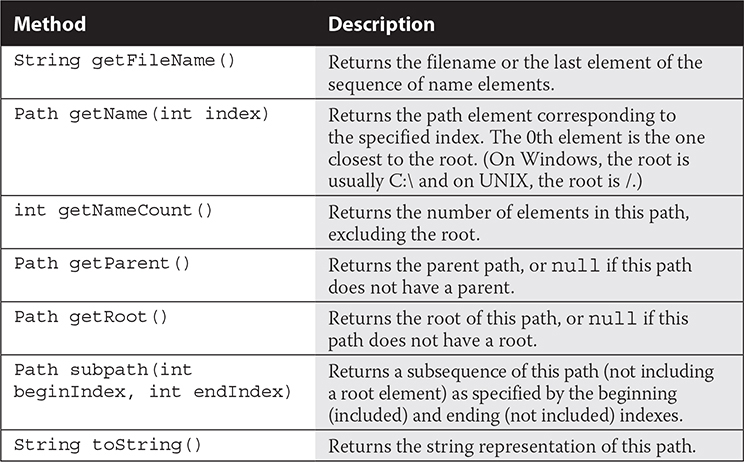 Method Description
String getFileName() Returns the filename or the last element of the
sequence of name elements.
Path getName(int index) Returns the path element corresponding to
the specified index. The 0th element is the one
closest to the root. (On Windows, the root is
usually C:\ and on UNIX, the root is /.)
int getNameCount() Returns the number of elements in this path,
excluding the root.
Path getParent() Returns the parent path, or null if this path
does not have a parent.
Path getRoot() Returns the root of this path, or null if this
path does not have a root.
Path subpath(int Returns a subsequence of this path (not including
beginIndex, int endIndex) a root element) as specified by the beginning
(included) and ending (not included) indexes.
String toString() Returns the string representation of this path.